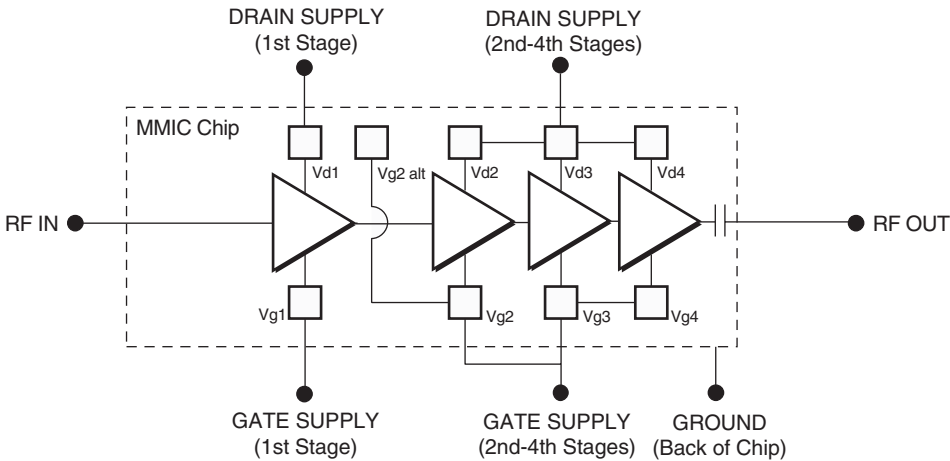 DRAIN SUPPLY
(1st Stage)
DRAIN SUPPLY
(2nd-4th Stages)
MMIC Chip
Vd1
Vg2 alt
Vd2
Vd3
Vd4
RF IN
RF OUT
Vg1
Vg2
Vg3
Vg4
GATE SUPPLY
(1st Stage)
GATE SUPPLY
(2nd-4th Stages)
GROUND
(Back of Chip)